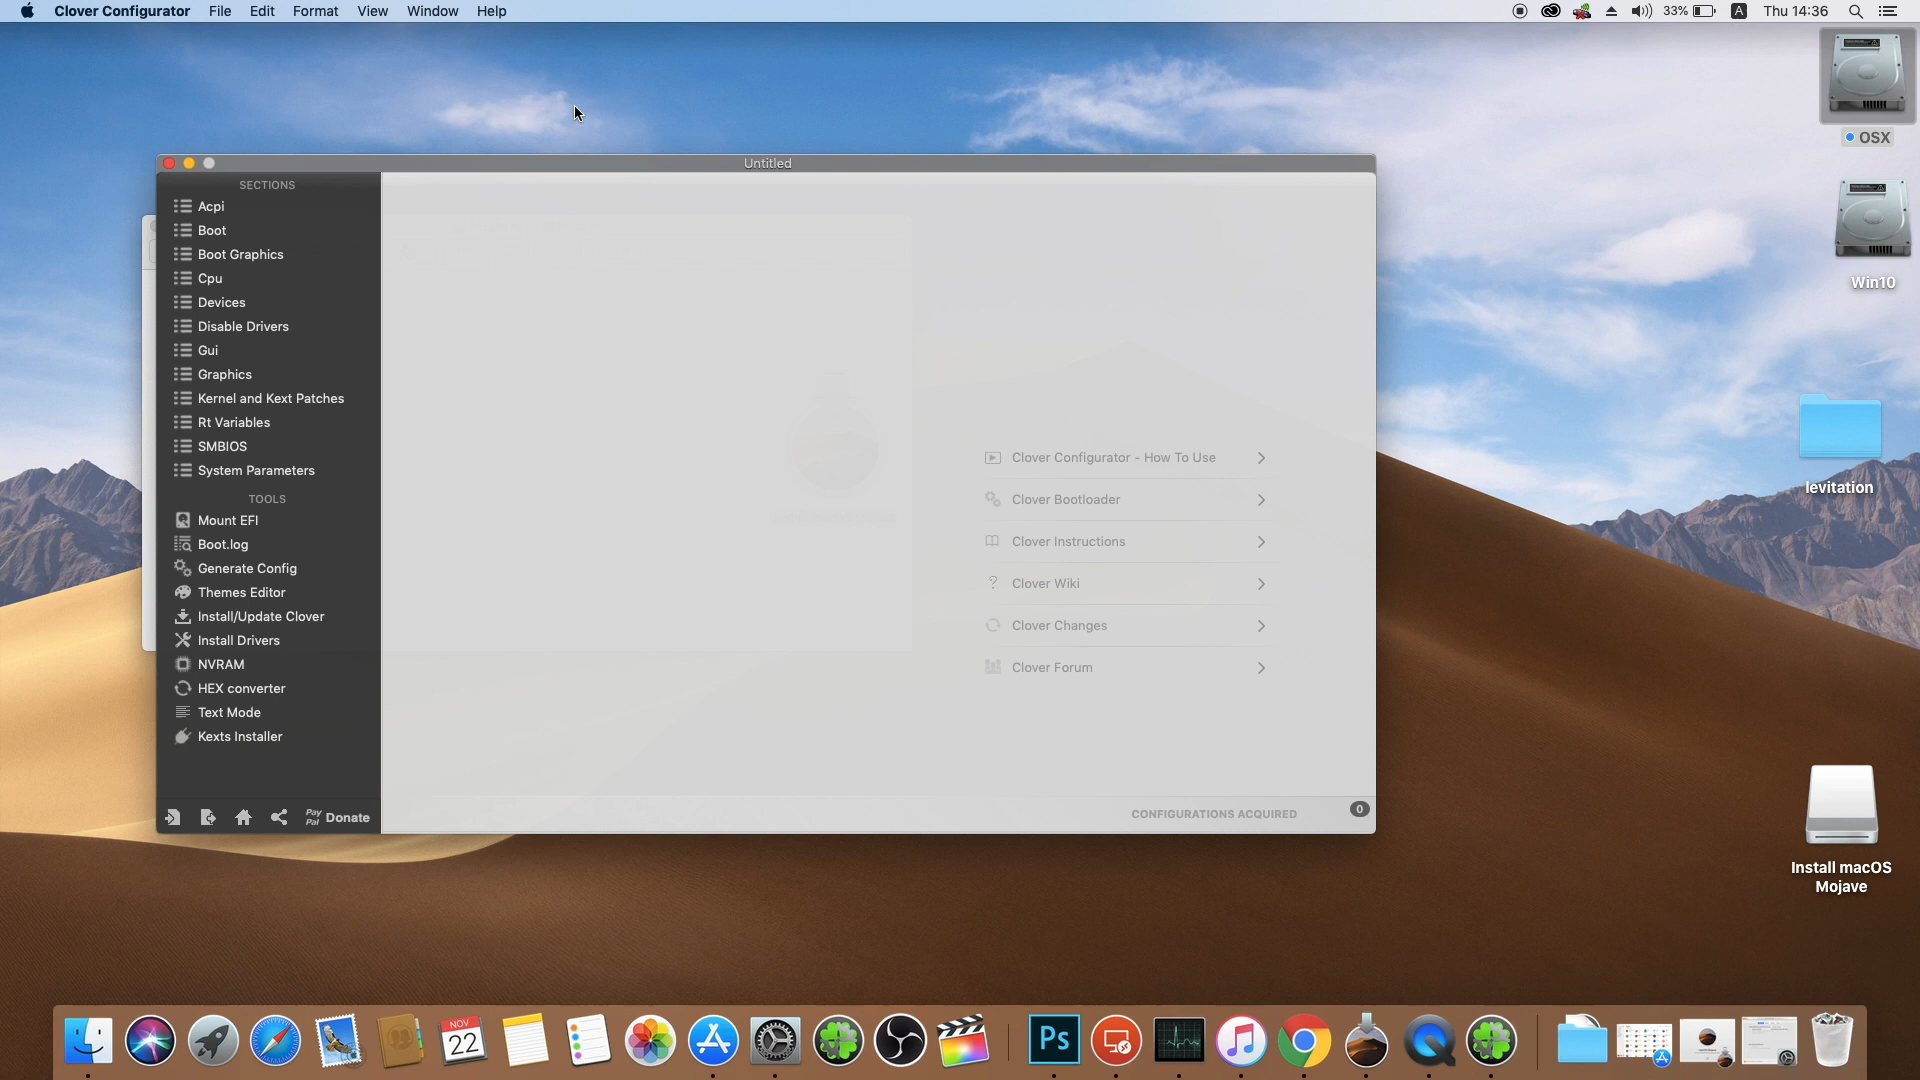 Clover Configurator File Edit Format View Window Help
33% A Thu 14:36
OSX
Win10
levitation
Install macOS
Mojave
Untitled
SECTIONS
Acpi
Boot
Boot Graphics
Cpu
Devices
Disable Drivers
Gui
Graphics
Kernel and Kext Patches
Rt Variables
SMBIOS
System Parameters
TOOLS
Mount EFI
Boot.log
Generate Config
Themes Editor
Install/Update Clover
Install Drivers
NVRAM
HEX converter
Text Mode
Kexts Installer
Pay
Pal
Donate
Clover Configurator - How To Use
Clover Bootloader
Clover Instructions
? Clover Wiki
Clover Changes
Clover Forum
CONFIGURATIONS ACQUIRED 0
NOV
22
Ps